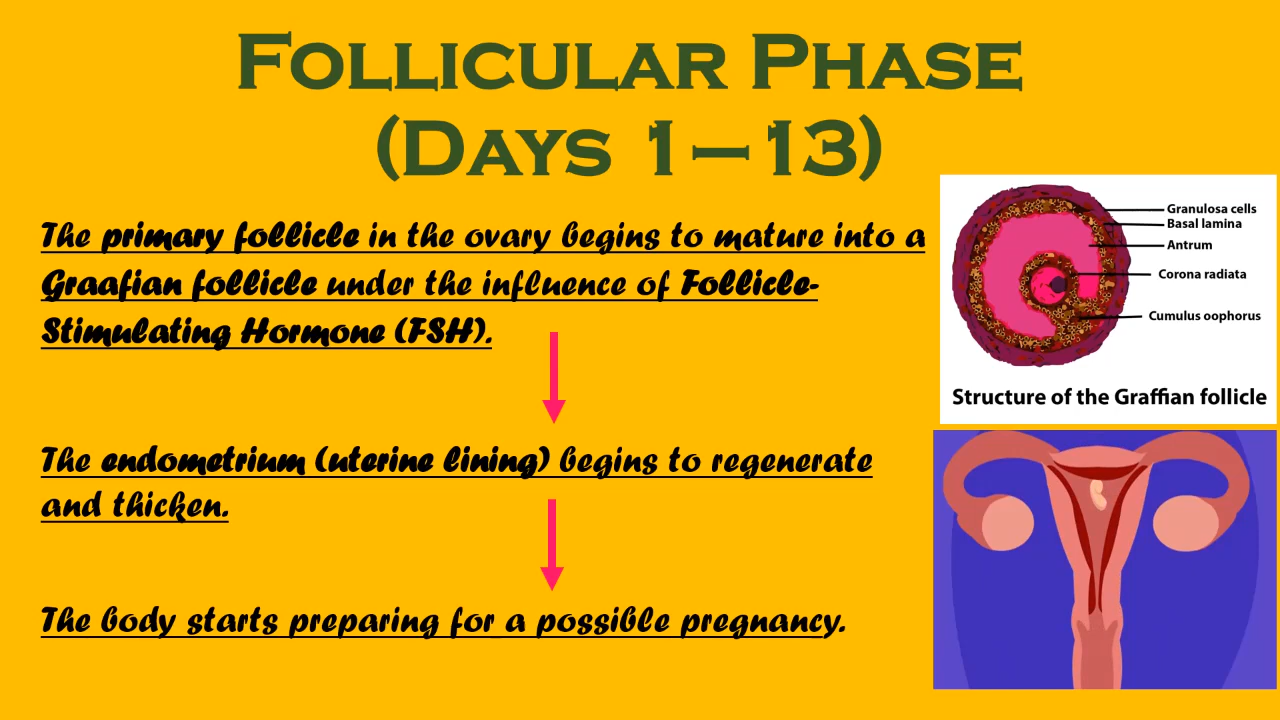 Follicular Phase
(Days 1–13)
The primary follicle in the ovary begins to mature into a
Graafian follicle under the influence of Follicle-
Stimulating Hormone (FSH).
The endometrium (uterine lining) begins to regenerate
and thicken.
The body starts preparing for a possible pregnancy.
Granulosa cells
Basal lamina
Antrum
Corona radiata
Cumulus oophorus
Structure of the Graffian follicle